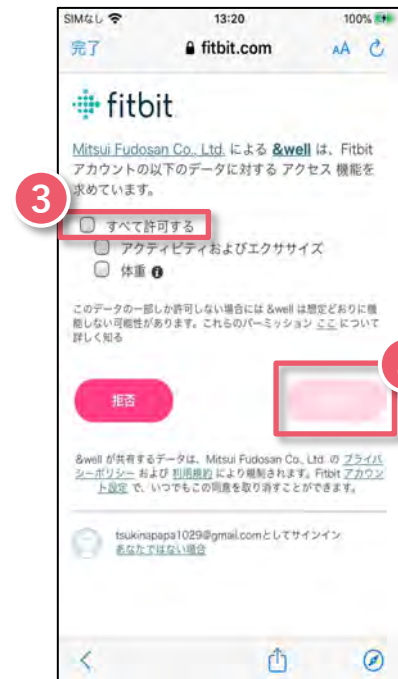 SIMなし 13:20 100%
完了 fitbit.com AA
fitbit
Mitsui Fudosan Co., Ltd. による &well は、Fitbit
アカウントの以下のデータに対する アクセス 機能を
求めています。
3
すべて許可する
アクティビティおよびエクササイズ
体重
このデータの一部しか許可しない場合には &well は想定どおりに機
能しない可能性があります。これらのパーミッション ここ について
詳しく知る
拒否
&well が共有するデータは、Mitsui Fudosan Co., Ltd. の プライバ
シーポリシー および 利用規約 により規制されます。Fitbit アカウン
ト設定 で、いつでもこの同意を取り消すことができます。
tsukinapapa1029@gmail.comとしてサインイン
あなたではない場合